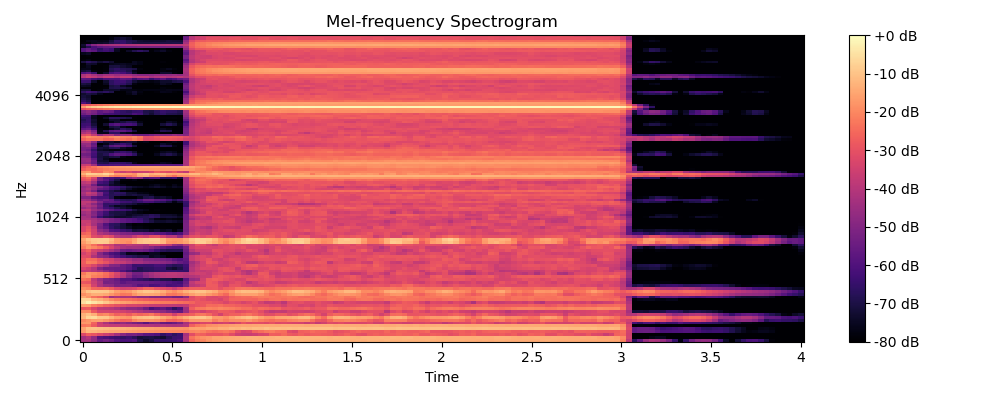 Mel-frequency Spectrogram
Hz
4096
2048
1024
512
0
0
0.5
1
1.5
2
2.5
3
3.5
4
Time
+0 dB
-10 dB
-20 dB
-30 dB
-40 dB
-50 dB
-60 dB
-70 dB
-80 dB